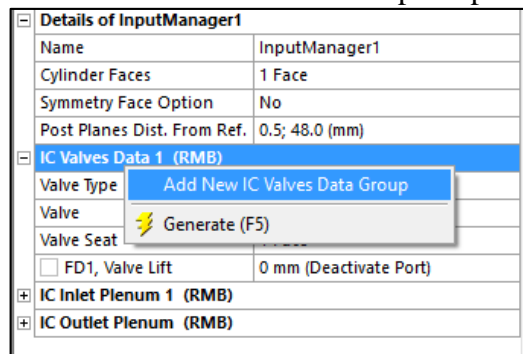 Details of InputManager1
Name InputManager1
Cylinder Faces 1 Face
Symmetry Face Option No
Post Planes Dist. From Ref. 0.5; 48.0 (mm)
IC Valves Data 1 (RMB)
Valve Type
Add New IC Valves Data Group
Valve
Generate (F5)
Valve Seat
FD1, Valve Lift 0 mm (Deactivate Port)
IC Inlet Plenum 1 (RMB)
IC Outlet Plenum (RMB)